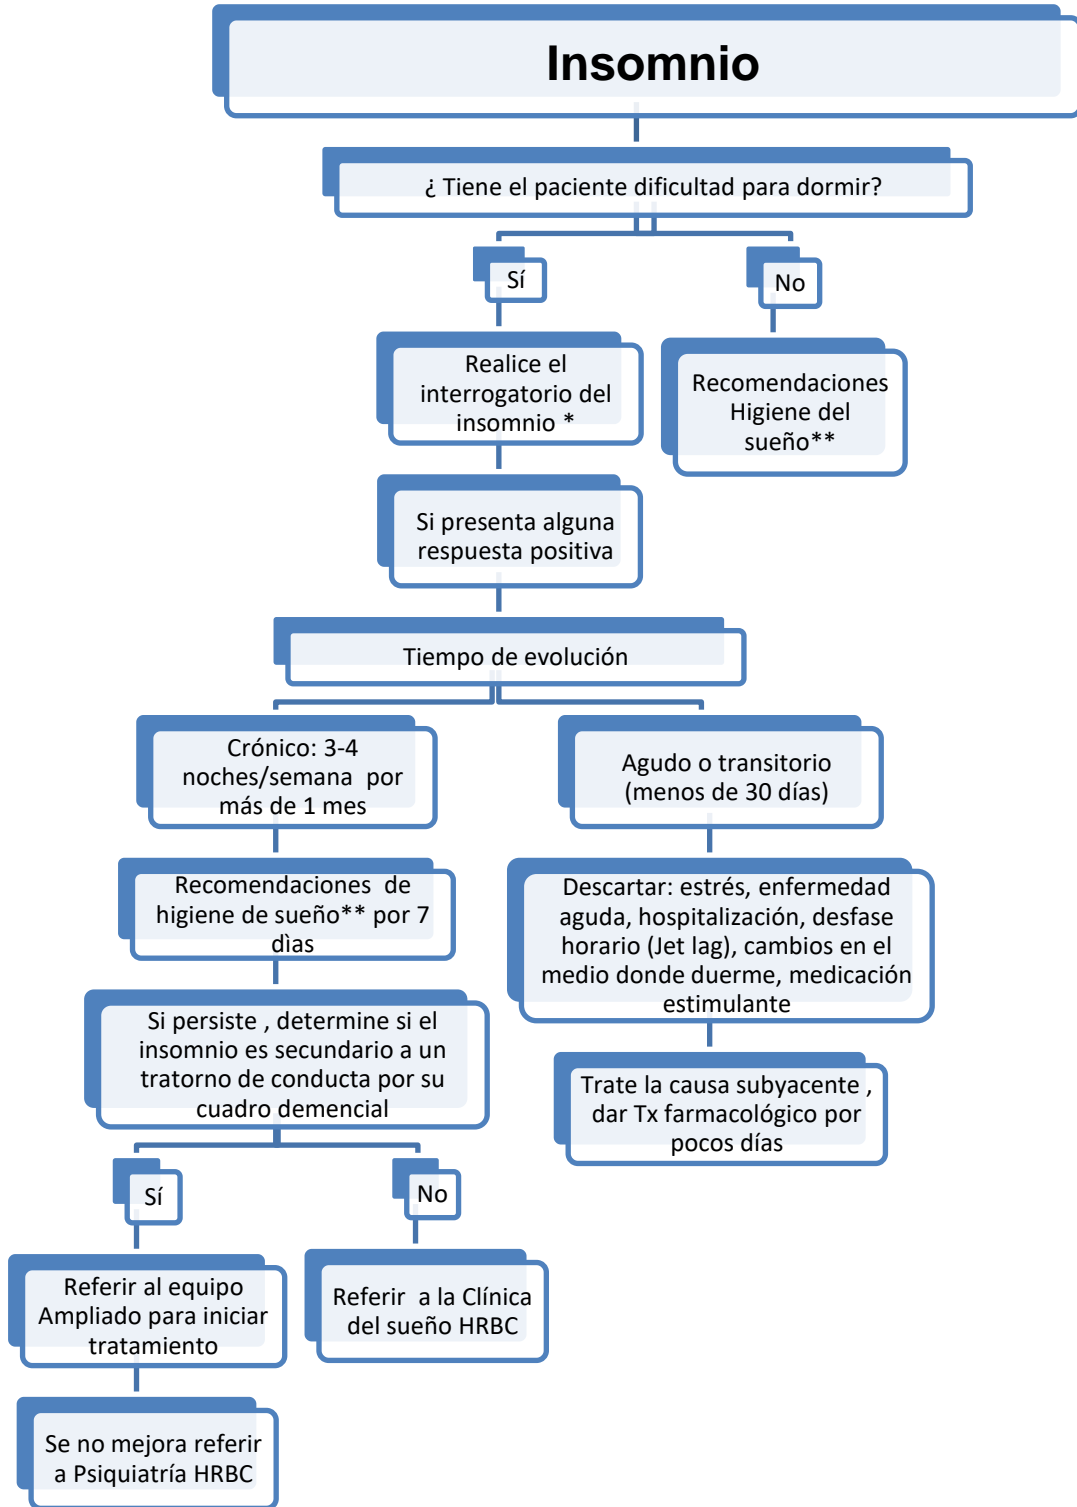 Insomnio
¿ Tiene el paciente dificultad para dormir?
Sí
No
Realice el
interrogatorio del
insomnio *
Recomendaciones
Higiene del
sueño**
Si presenta alguna
respuesta positiva
Tiempo de evolución
Crónico: 3-4
noches/semana por
más de 1 mes
Agudo o transitorio
(menos de 30 días)
Recomendaciones de
higiene de sueño** por 7
dìas
Descartar: estrés, enfermedad
aguda, hospitalización, desfase
horario (Jet lag), cambios en el
medio donde duerme, medicación
estimulante
Si persiste , determine si el
insomnio es secundario a un
tratorno de conducta por su
cuadro demencial
Trate la causa subyacente ,
dar Tx farmacológico por
pocos días
Sí
No
Referir al equipo
Ampliado para iniciar
tratamiento
Referir a la Clínica
del sueño HRBC
Se no mejora referir
a Psiquiatría HRBC